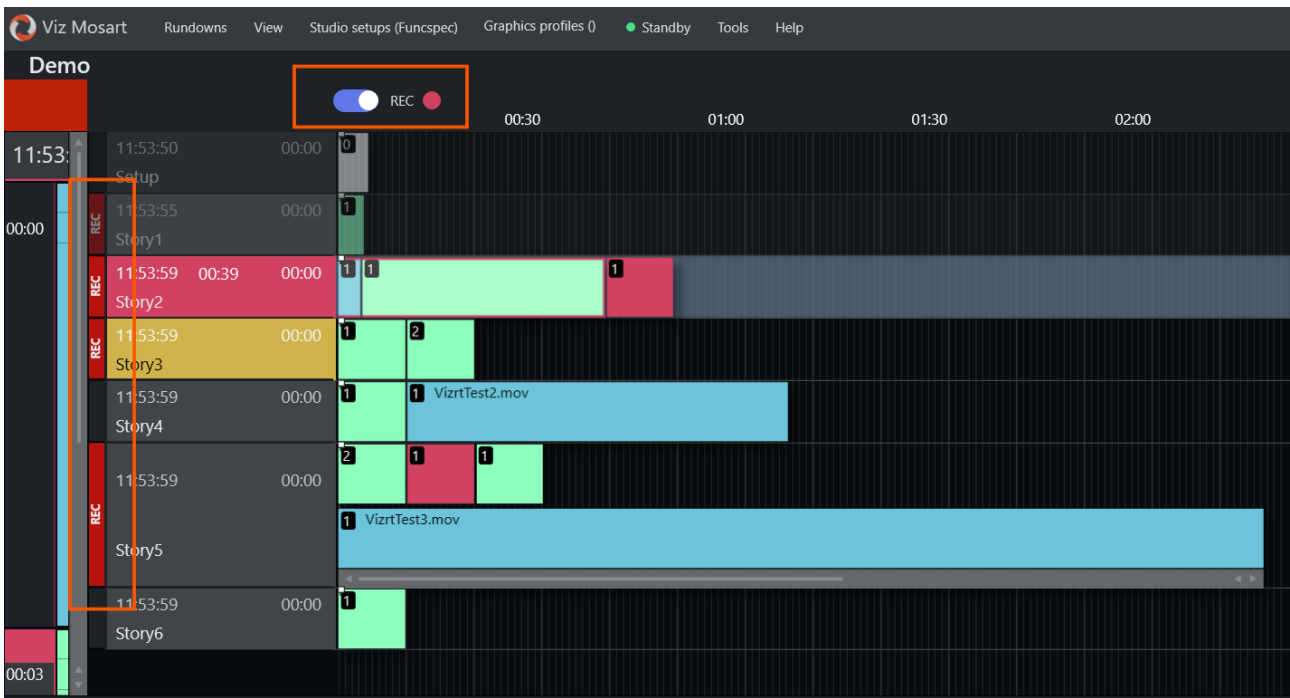 Viz Mosart Rundowns View Studio setups (Funcspec) Graphics profiles () Standby Tools Help
Demo
REC
00:30 01:00 01:30 02:00
11:53:
11:53:50 00:00 0
Setup
00:00
REC
11:53:55 00:00 1
Story1
REC
11:53:59 00:39 00:00 1 1 1
Story2
REC
11:53:59 00:00 1 2
Story3
11:53:59 00:00 1 1 VizrtTest2.mov
Story4
2 1 1
11:53:59 00:00
REC
1 VizrtTest3.mov
Story5
11:53:59 00:00 1
Story6
00:03